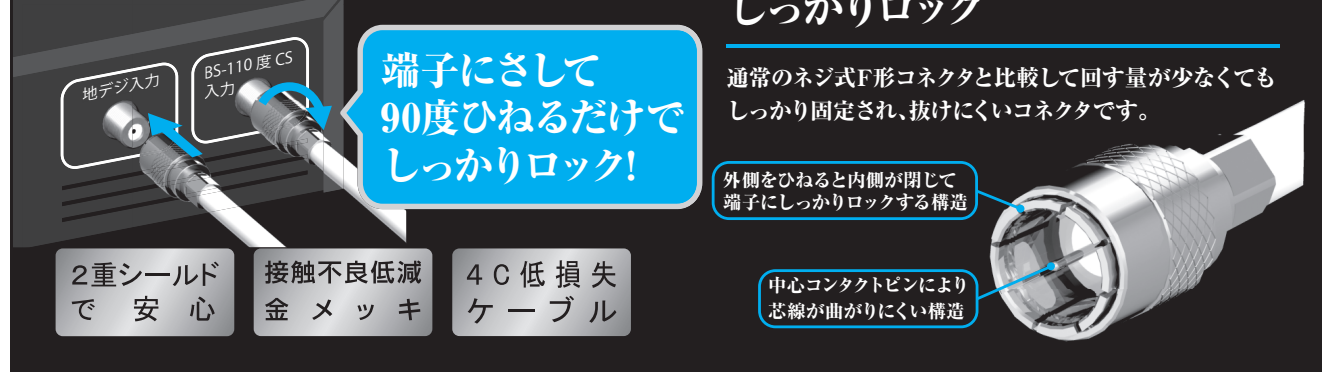 しっかりロック
地デジ入力
BS-110度CS
入力
端子にさして
90度ひねるだけで
しっかりロック!
通常のネジ式F形コネクタと比較して回す量が少なくても
しっかり固定され、抜けにくいコネクタです。
外側をひねると内側が閉じて
端子にしっかりロックする構造
中心コンタクトピンにより
芯線が曲がりにくい構造
2重シールド
で安心
接触不良低減
金メッキ
4C低損失
ケーブル